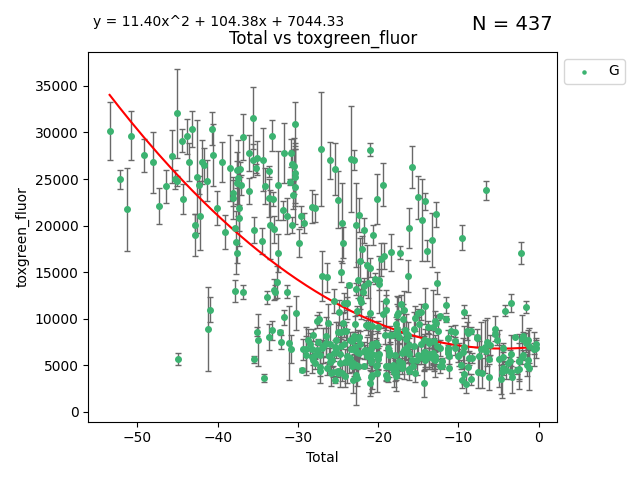 y = 11.40x^2 + 104.38x + 7044.33
N = 437
Total vs toxgreen_fluor
G
35000
30000
25000
20000
15000
10000
5000
0
toxgreen_fluor
−50
−40
−30
−20
−10
0
Total